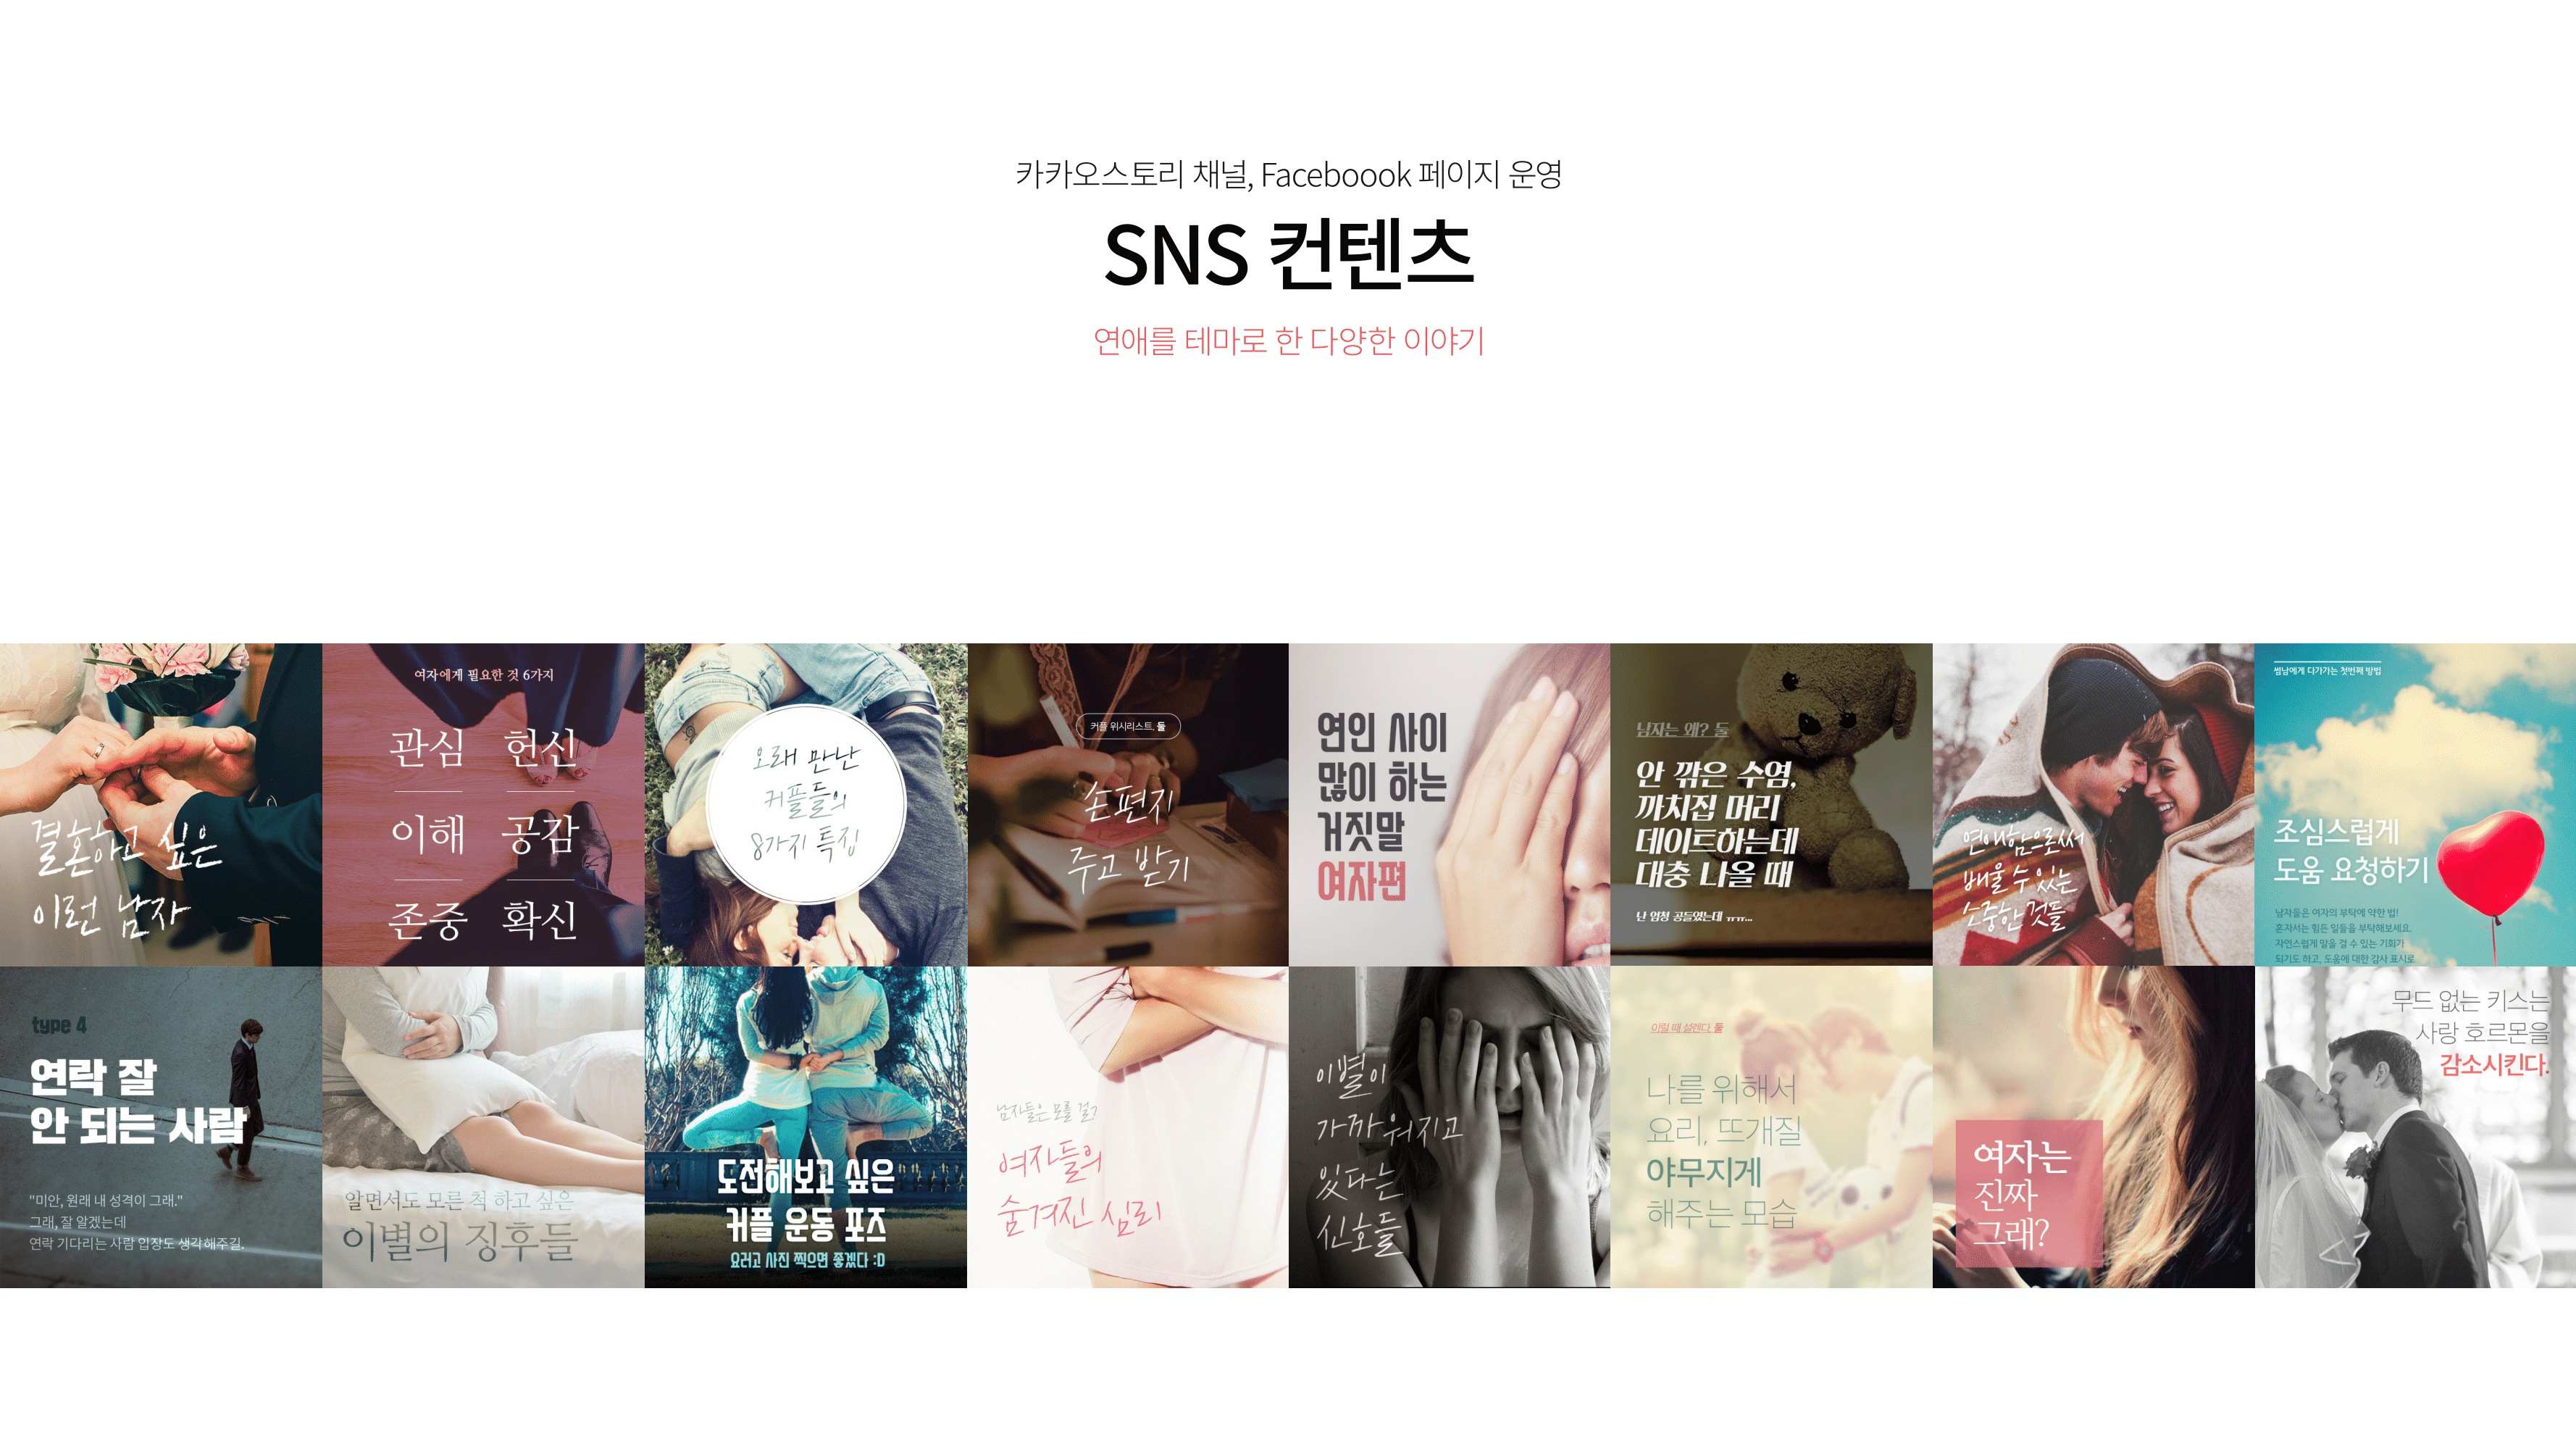 카카오스토리 채널, Faceboook 페이지 운영
SNS 컨텐츠
연애를 테마로 한 다양한 이야기
결혼하고 싶은
이런 남자
여자에게 필요한 것 6가지
관심 헌신
이해 공감
존중 확신
오래 만난
커플들의
8가지 특징
커플 위시리스트, 둘
손편지
주고 받기
연인 사이
많이 하는
거짓말
여자편
남자는 왜? 둘
안 깎은 수염,
까치집 머리
데이트하는데
대충 나올 때
난 엄청 공들였는데 ㅠㅠ...
연애함으로써
배울 수 있는
소중한 것들
썸남에게 다가가는 첫번째 방법
조심스럽게
도움 요청하기
남자들은 여자의 부탁에 약한 법!
혼자서는 힘든 일들을 부탁해보세요.
자연스럽게 말을 걸 수 있는 기회가
되기도 하고, 도움에 대한 감사 표시로
type 4
연락 잘
안 되는 사람
"미안, 원래 내 성격이 그래."
그래, 잘 알겠는데
연락 기다리는 사람 입장도 생각해주길.
알면서도 모른 척 하고 싶은
이별의 징후들
도전해보고 싶은
커플 운동 포즈
요러고 사진 찍으면 좋겠다 :D
남자들은 모를 걸?
여자들의
숨겨진 심리
이별이
가까워지고
있다는
신호들
이럴 때 설렌다, 둘
나를 위해서
요리, 뜨개질
야무지게
해주는 모습
여자는
진짜
그래?
무드 없는 키스는
사랑 호르몬을
감소시킨다.